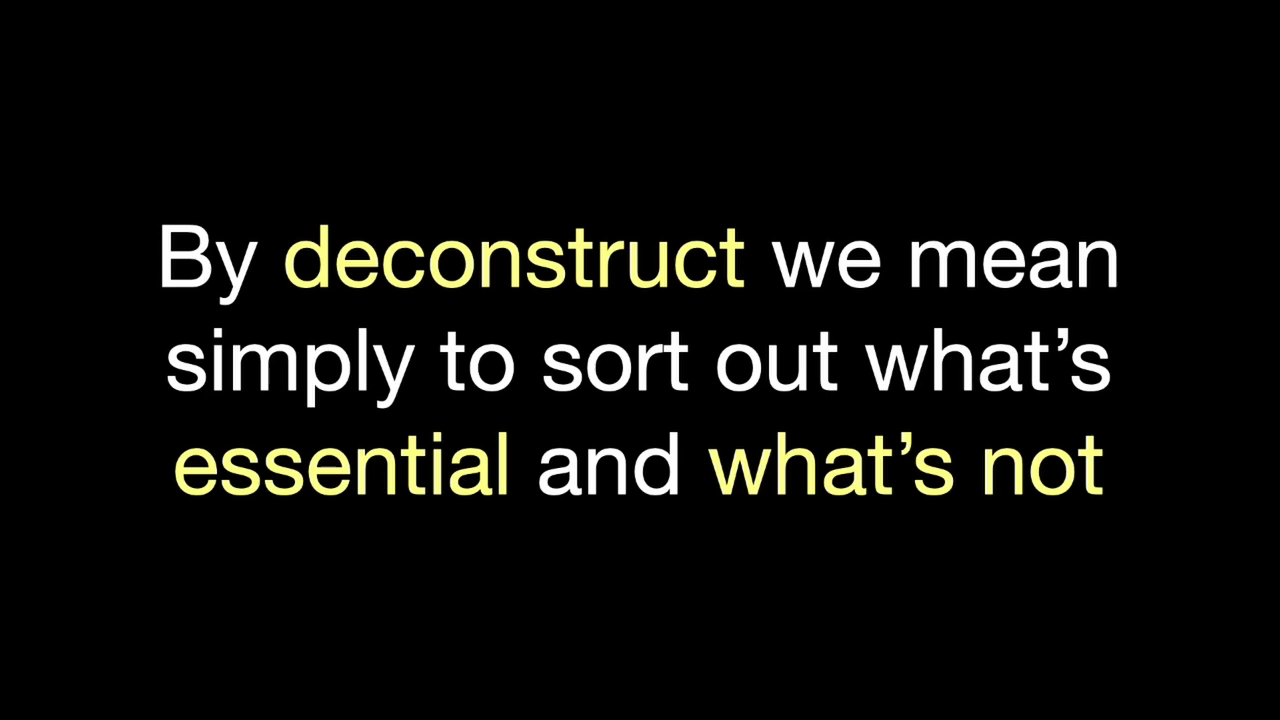 By deconstruct we mean
simply to sort out what’s
essential and what’s not